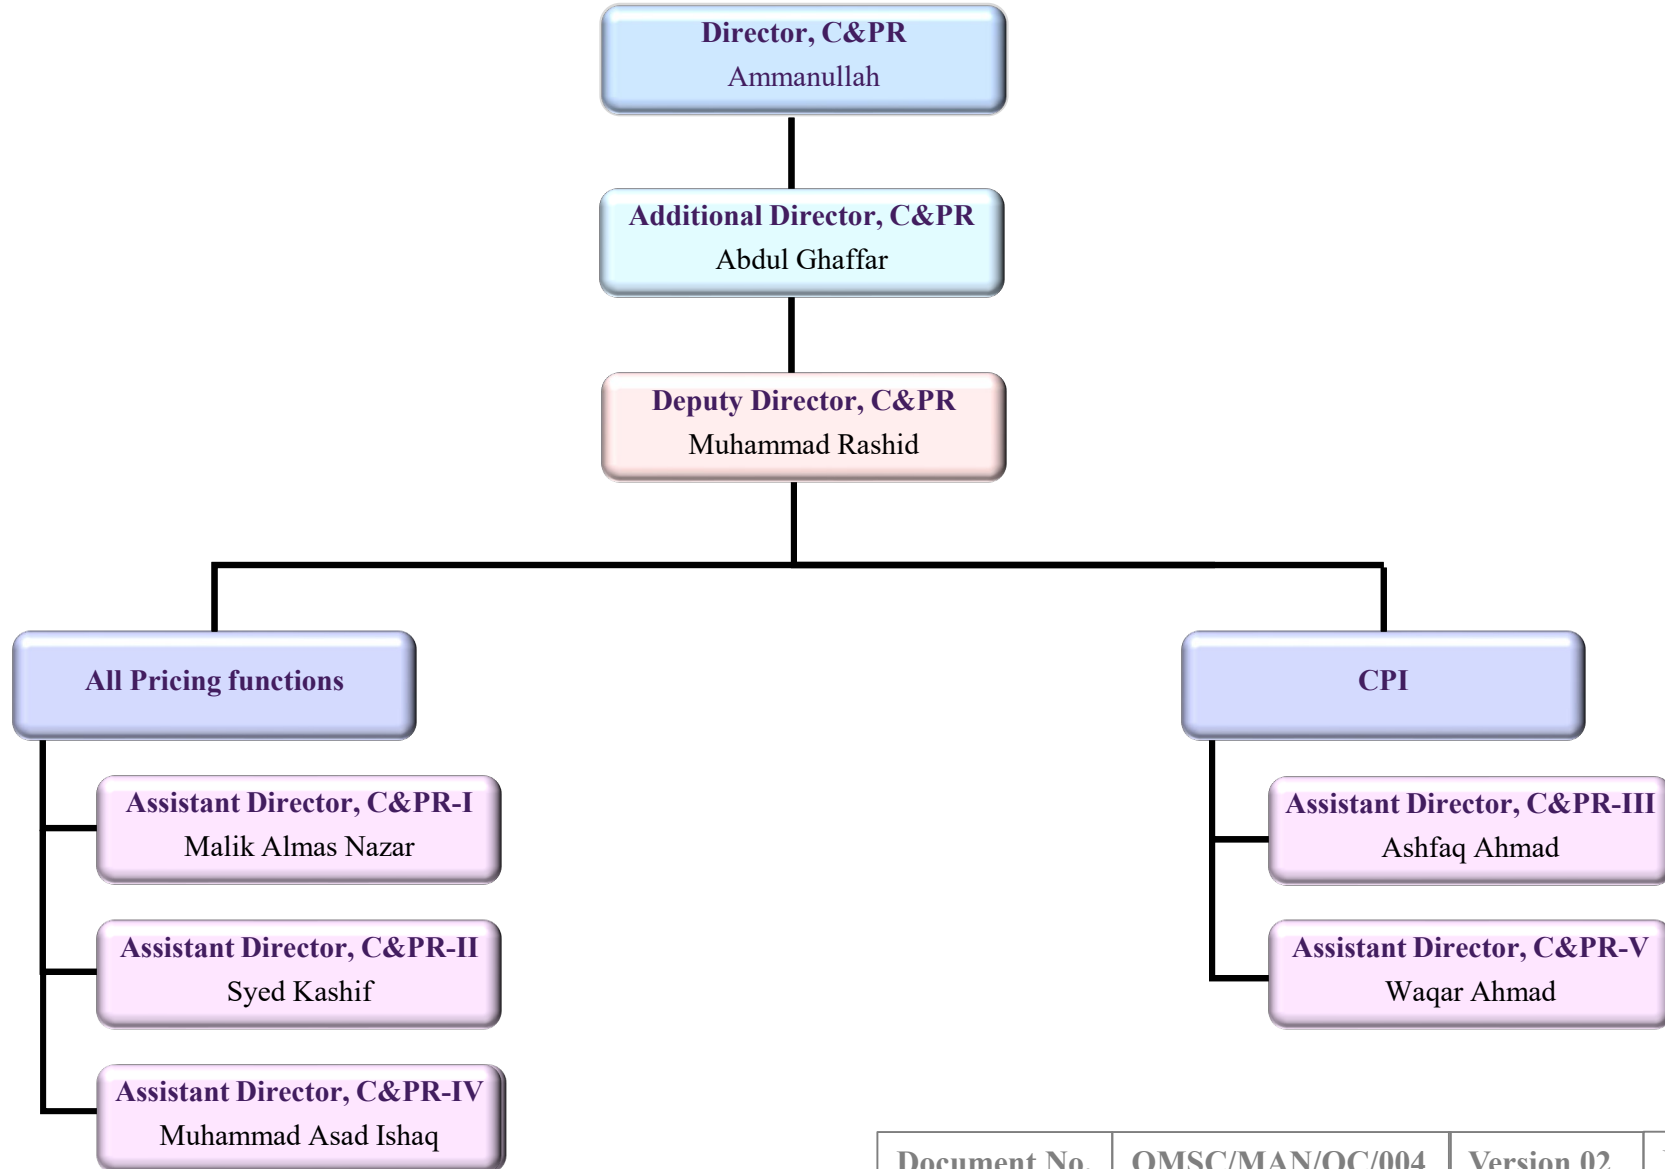 Director, C&PR
Ammanullah
Additional Director, C&PR
Abdul Ghaffar
Deputy Director, C&PR
Muhammad Rashid
All Pricing functions
CPI
Assistant Director, C&PR-I
Malik Almas Nazar
Assistant Director, C&PR-II
Syed Kashif
Assistant Director, C&PR-IV
Muhammad Asad Ishaq
Assistant Director, C&PR-III
Ashfaq Ahmad
Assistant Director, C&PR-V
Waqar Ahmad
Document No. QMSC/MAN/OC/004 Version 02